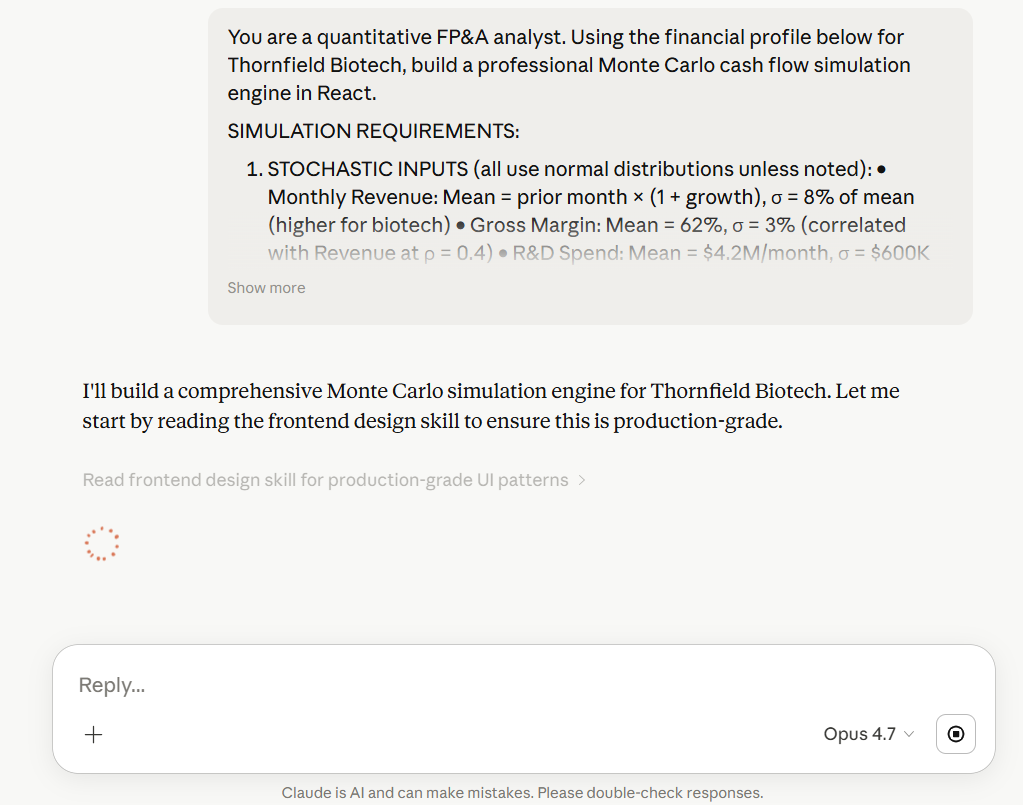 You are a quantitative FP&A analyst. Using the financial profile below for
Thornfield Biotech, build a professional Monte Carlo cash flow simulation
engine in React.
SIMULATION REQUIREMENTS:
1. STOCHASTIC INPUTS (all use normal distributions unless noted): •
Monthly Revenue: Mean = prior month × (1 + growth), σ = 8% of mean
(higher for biotech) • Gross Margin: Mean = 62%, σ = 3% (correlated
with Revenue at ρ = 0.4) • R&D Spend: Mean = $4.2M/month, σ = $600K
Show more
I'll build a comprehensive Monte Carlo simulation engine for Thornfield Biotech. Let me
start by reading the frontend design skill to ensure this is production-grade.
Read frontend design skill for production-grade UI patterns
Reply...
Opus 4.7
Claude is AI and can make mistakes. Please double-check responses.